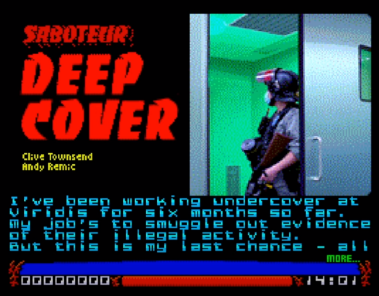 SABOTEUR
DEEP
COVER
Clive Townsend
Andy Remic
I've been working undercover at
Viridis for six months so far.
My job's to smuggle out evidence
of their illegal activity.
But this is my last chance - all
MORE...
00000000
14:01